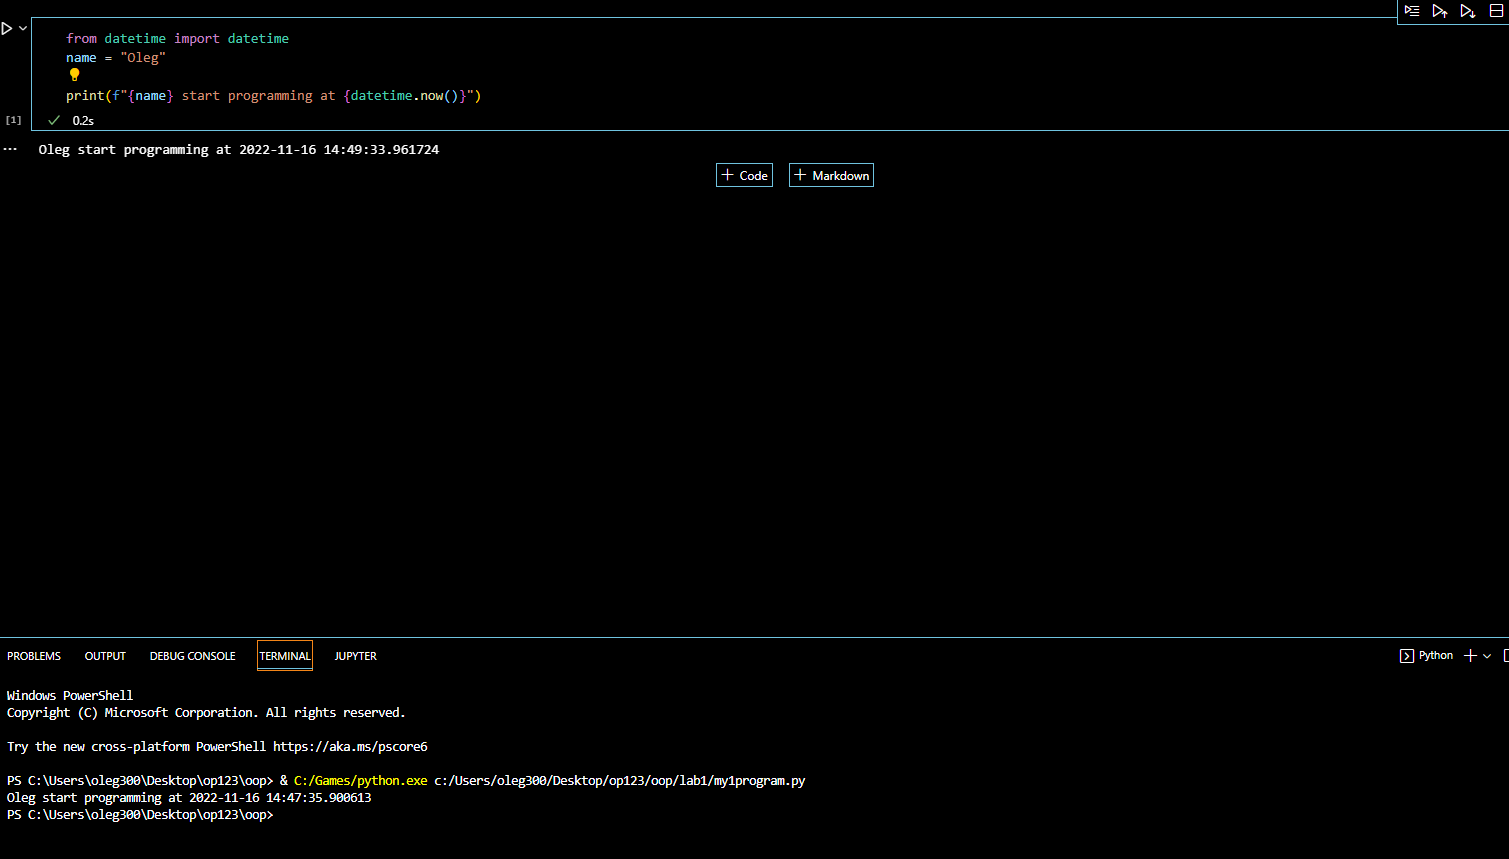 from datetime import datetime
name = "Oleg"
print(f"{name} start programming at {datetime.now()}")
[1]
0.2s
Oleg start programming at 2022-11-16 14:49:33.961724
Code Markdown
PROBLEMS OUTPUT DEBUG CONSOLE TERMINAL JUPYTER Python
Windows PowerShell
Copyright (C) Microsoft Corporation. All rights reserved.
Try the new cross-platform PowerShell https://aka.ms/pscore6
PS C:\Users\oleg300\Desktop\op123\oop> & C:/Games/python.exe c:/Users/oleg300/Desktop/op123/oop/lab1/my1program.py
Oleg start programming at 2022-11-16 14:47:35.900613
PS C:\Users\oleg300\Desktop\op123\oop>